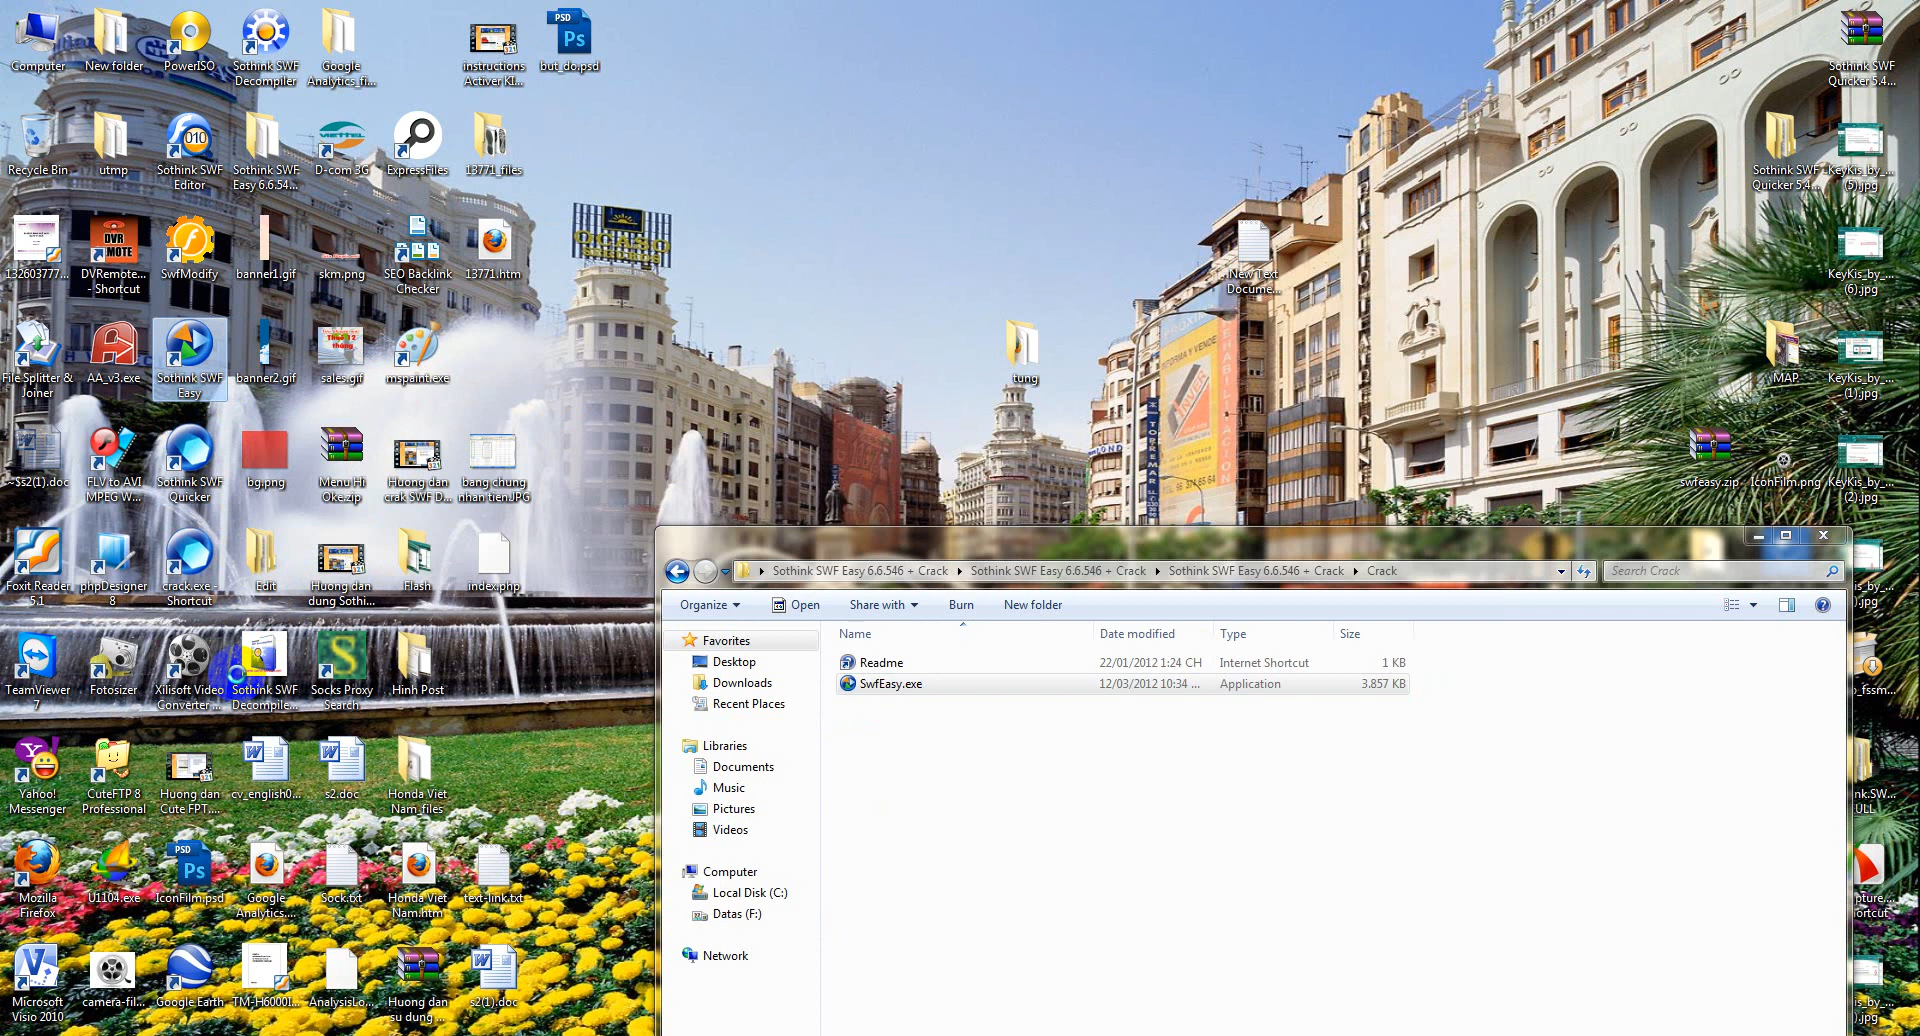 Computer
New folder
PowerISO
Sothink SWF
Decompiler
Google
Analytics_fi...
instructions
Activer KI...
PSD
Ps
but_do.psd
Sothink SWF
Quicker 5.4...
Recycle Bin
utmp
Sothink SWF
Editor
Sothink SWF
Easy 6.6.54...
VIETTEL
D-com 3G
ExpressFiles
13771_files
Sothink SWF
Quicker 5.4...
KeyKis_by_...
(5).jpg
132603777...
DVRemote...
- Shortcut
SwfModify
banner1.gif
skm.png
SEO Backlink
Checker
13771.htm
OCASO
New Text
Docume...
KeyKis_by_...
(6).jpg
File Splitter &
Joiner
AA_v3.exe
Sothink SWF
Easy
banner2.gif
sales.gif
mspaint.exe
tung
MAP
KeyKis_by_...
(1).jpg
~$s2(1).doc
FLV to AVI
MPEG W...
Sothink SWF
Quicker
bg.png
Menu Hi
Oke.zip
Huong dan
crak SWF D...
bang chung
nhan tien.JPG
swfeasy.zip
IconFilm.png
KeyKis_by_...
(2).jpg
Foxit Reader
5.1
phpDesigner
8
crack.exe -
Shortcut
Edit
Huong dan
dung Sothi...
Flash
index.php
Sothink SWF Easy 6.6.546 + Crack
Sothink SWF Easy 6.6.546 + Crack
Sothink SWF Easy 6.6.546 + Crack
Crack
Search Crack
Organize
Open
Share with
Burn
New folder
Name
Date modified
Type
Size
Readme
22/01/2012 1:24 CH
Internet Shortcut
1 KB
SwfEasy.exe
12/03/2012 10:34 ...
Application
3.857 KB
Favorites
Desktop
Downloads
Recent Places
Libraries
Documents
Music
Pictures
Videos
Computer
Local Disk (C:)
Datas (F:)
Network
TeamViewer
7
Fotosizer
Xilisoft Video
Converter ...
Sothink SWF
Decompile...
Socks Proxy
Search
Hinh Post
Yahoo!
Messenger
CuteFTP 8
Professional
Huong dan
Cute FPT....
cv_english0...
s2.doc
Honda Viet
Nam_files
Mozilla
Firefox
U1104.exe
PSD
Ps
IconFilm.psd
Google
Analytics....
Sock.txt
Honda Viet
Nam.htm
text-link.txt
Microsoft
Visio 2010
camera-fil...
Google Earth
TM-H6000I...
AnalysisLo...
Huong dan
su dung ...
s2(1).doc